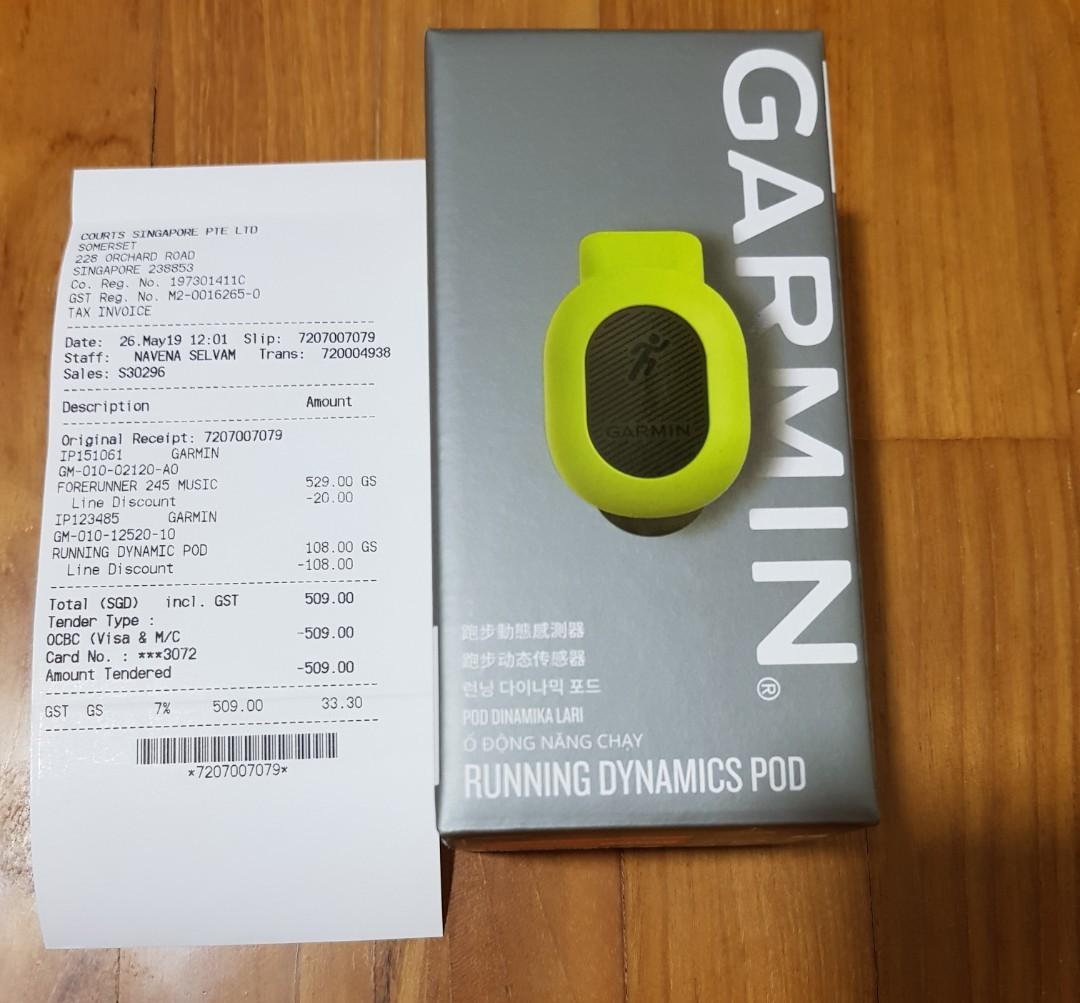 COURTS SINGAPORE PTE LTD
SOMERSET
228 ORCHARD ROAD
SINGAPORE 238853
Co. Reg. No. 197301411C
GST Reg. No. M2-0016265-0
TAX INVOICE
Date: 26.May19 12:01 Slip: 7207007079
Staff: NAVENA SELVAM Trans: 720004938
Sales: S30296
Description Amount
Original Receipt: 7207007079
IP151061 GARMIN
GM-010-02120-A0
FORERUNNER 245 MUSIC 529.00 GS
Line Discount -20.00
IP123485 GARMIN
GM-010-12520-10
RUNNING DYNAMIC POD 108.00 GS
Line Discount -108.00
Total (SGD) incl. GST 509.00
Tender Type :
OCBC (Visa & M/C -509.00
Card No. : ***3072
Amount Tendered -509.00
GST GS 7% 509.00 33.30
*7207007079*
GARMIN®
GARMIN
跑步動態感測器
跑步动态传感器
런닝 다이나믹 포드
POD DINAMIKA LARI
Ổ ĐỘNG NĂNG CHẠY
RUNNING DYNAMICS POD